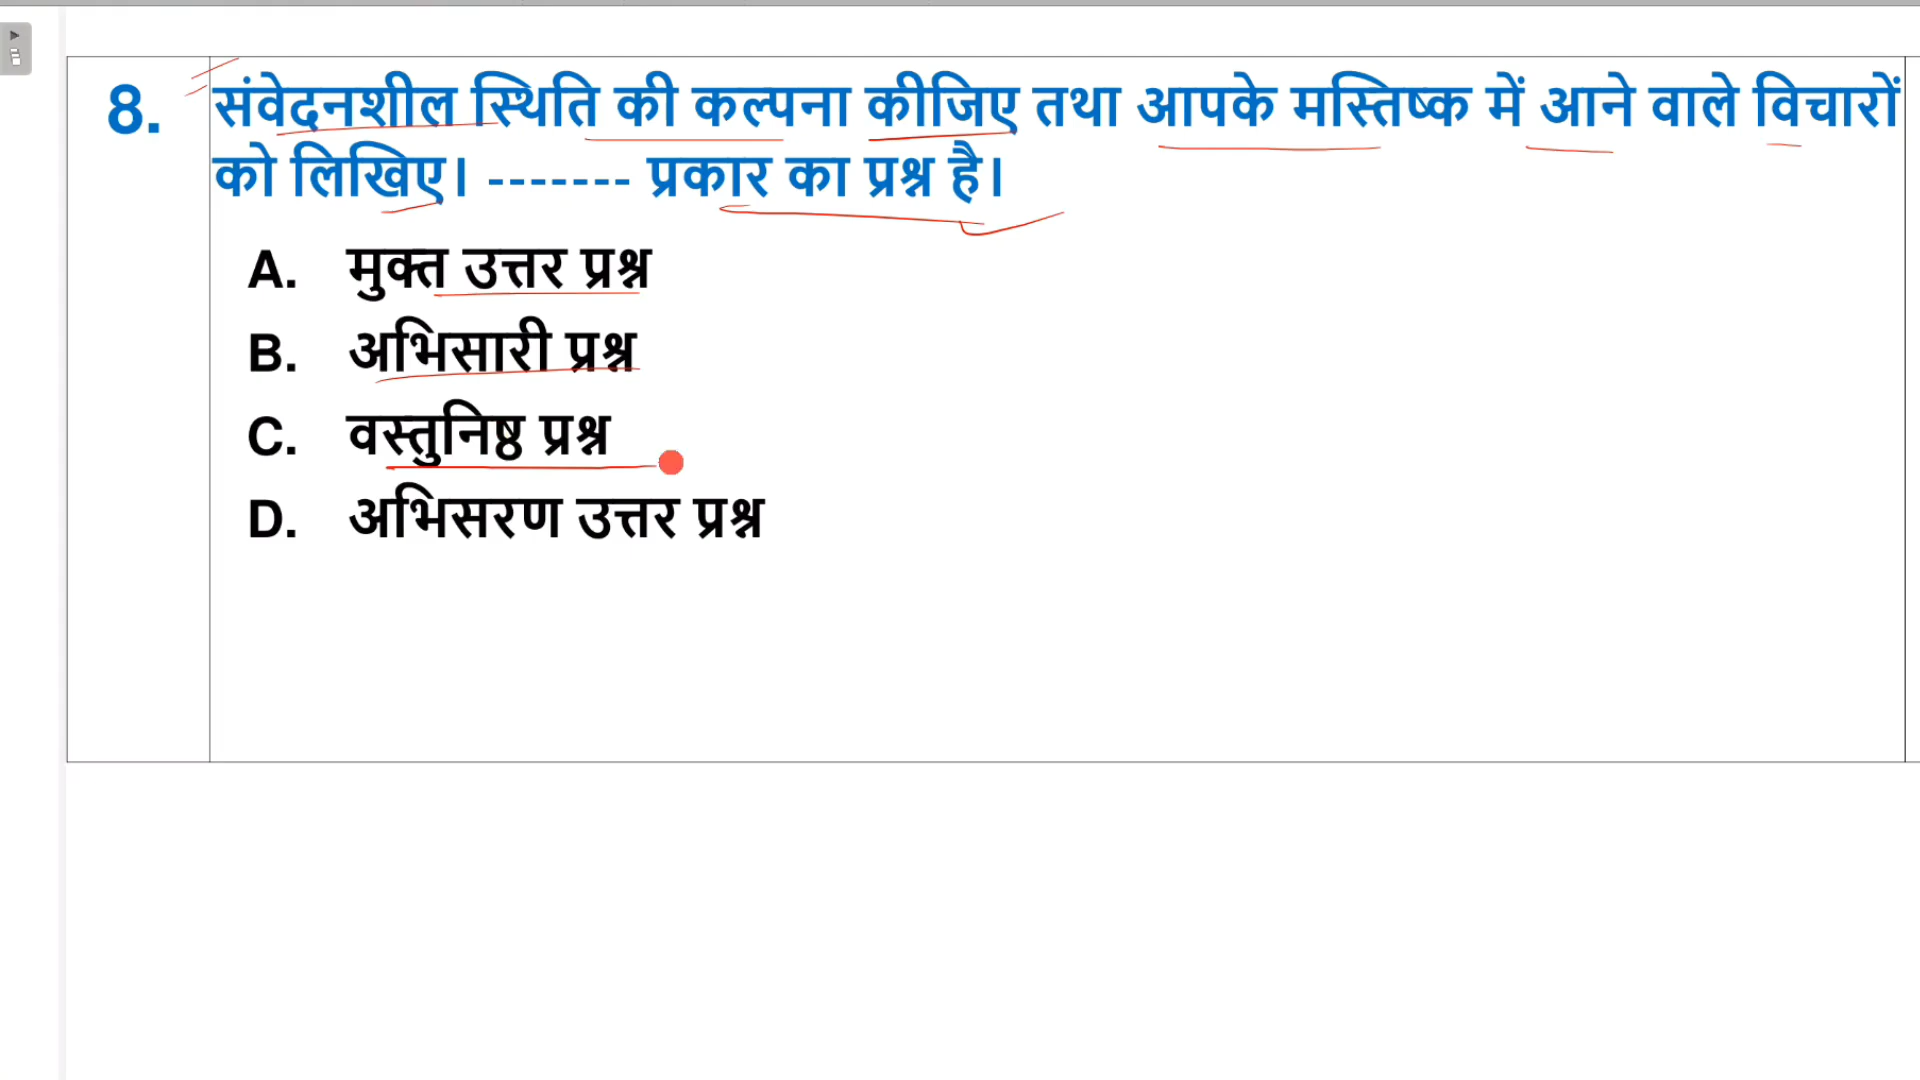 8. संवेदनशील स्थिति की कल्पना कीजिए तथा आपके मस्तिष्क में आने वाले विचारों
को लिखिए। ------- प्रकार का प्रश्न है।
A. मुक्त उत्तर प्रश्न
B. अभिसारी प्रश्न
C. वस्तुनिष्ठ प्रश्न
D. अभिसरण उत्तर प्रश्न